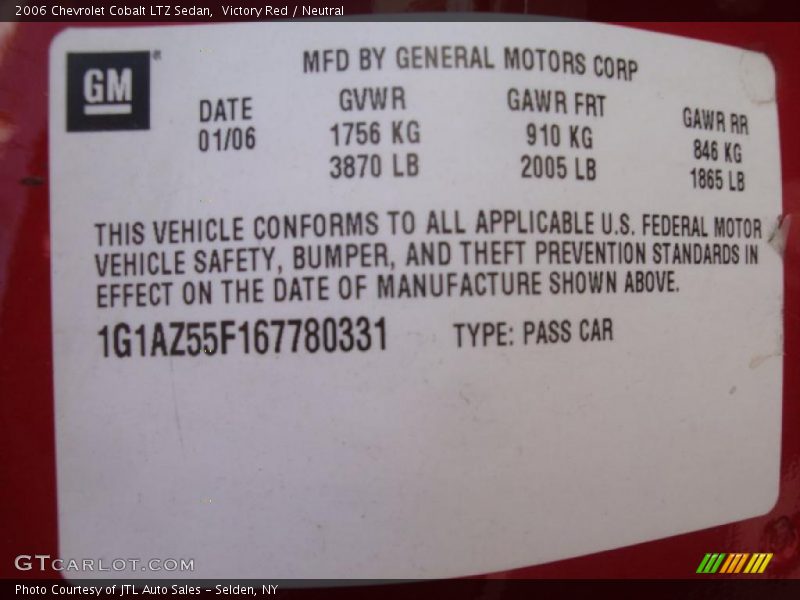 2006 Chevrolet Cobalt LTZ Sedan, Victory Red / Neutral
GM
MFD BY GENERAL MOTORS CORP
DATE GVWR GAWR FRT GAWR RR
01/06 1756 KG 910 KG 846 KG
3870 LB 2005 LB 1865 LB
THIS VEHICLE CONFORMS TO ALL APPLICABLE U.S. FEDERAL MOTOR
VEHICLE SAFETY, BUMPER, AND THEFT PREVENTION STANDARDS IN
EFFECT ON THE DATE OF MANUFACTURE SHOWN ABOVE.
1G1AZ55F167780331 TYPE: PASS CAR
GTCARLOT.COM
Photo Courtesy of JTL Auto Sales - Selden, NY